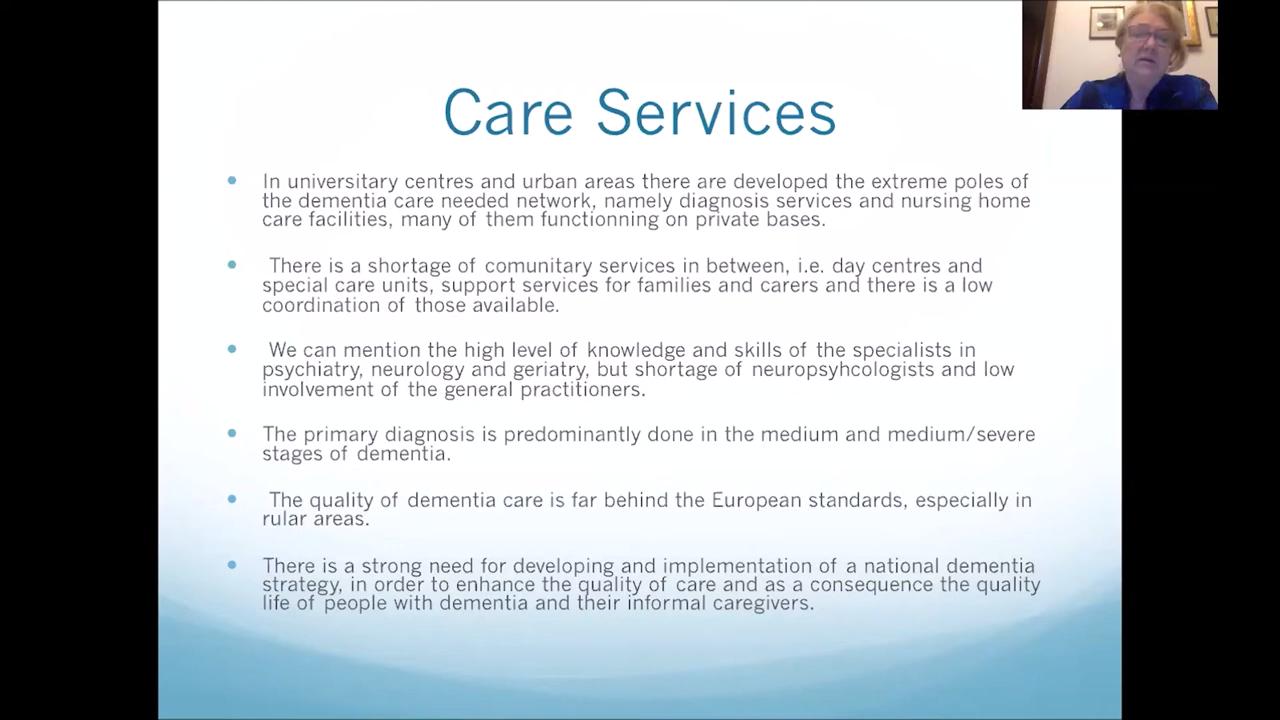 Care Services
• In universitary centres and urban areas there are developed the extreme poles of
the dementia care needed network, namely diagnosis services and nursing home
care facilities, many of them functionning on private bases.
• There is a shortage of comunitary services in between, i.e. day centres and
special care units, support services for families and carers and there is a low
coordination of those available.
• We can mention the high level of knowledge and skills of the specialists in
psychiatry, neurology and geriatry, but shortage of neuropsyhcologists and low
involvement of the general practitioners.
• The primary diagnosis is predominantly done in the medium and medium/severe
stages of dementia.
• The quality of dementia care is far behind the European standards, especially in
rular areas.
• There is a strong need for developing and implementation of a national dementia
strategy, in order to enhance the quality of care and as a consequence the quality
life of people with dementia and their informal caregivers.